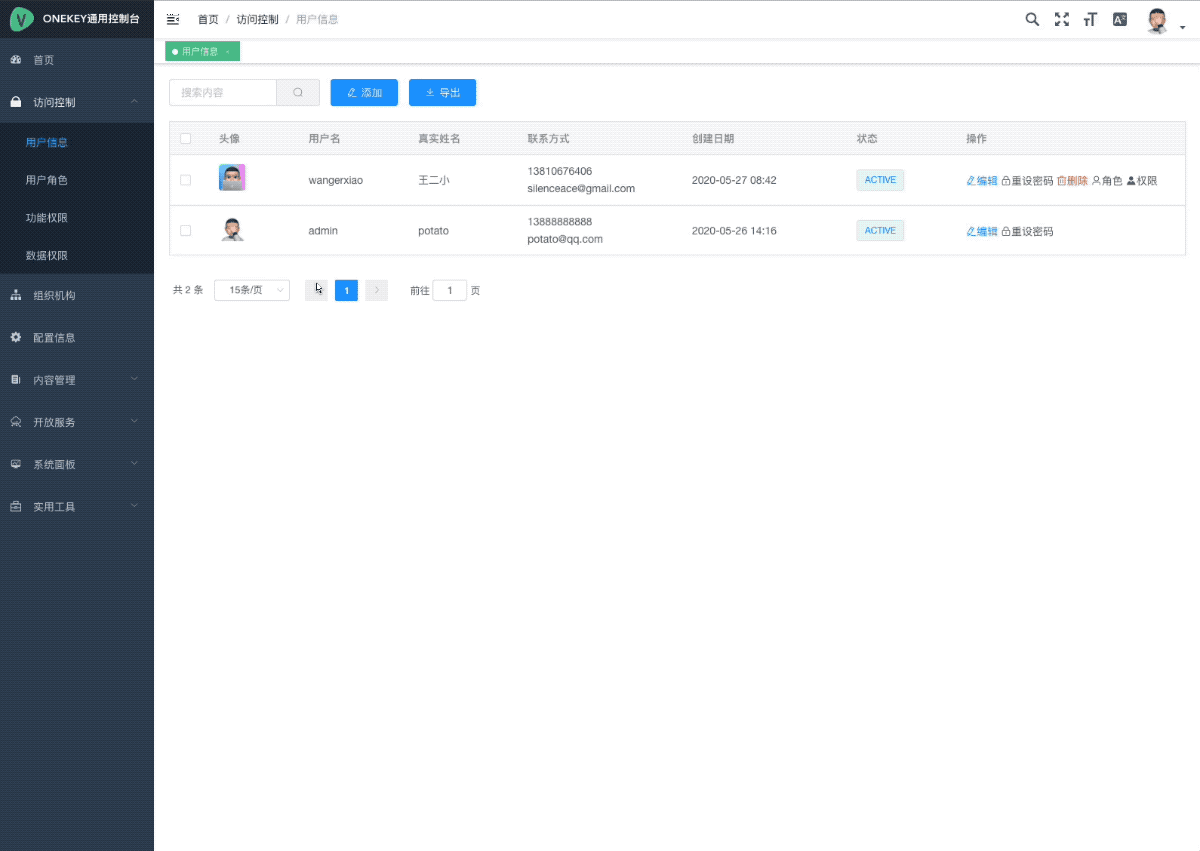 ONEKEY通用控制台
首页 / 访问控制 / 用户信息
用户信息
首页
访问控制
用户信息
用户角色
功能权限
数据权限
组织机构
配置信息
内容管理
开放服务
系统面板
实用工具
搜索内容
添加
导出
头像 用户名 真实姓名 联系方式 创建日期 状态 操作
wangerxiao 王二小 13810676406 2020-05-27 08:42 ACTIVE 编辑 重设密码 删除 角色 权限
silenceace@gmail.com
admin potato 13888888888 2020-05-26 14:16 ACTIVE 编辑 重设密码
potato@qq.com
共 2 条 15条/页 1 前往 1 页